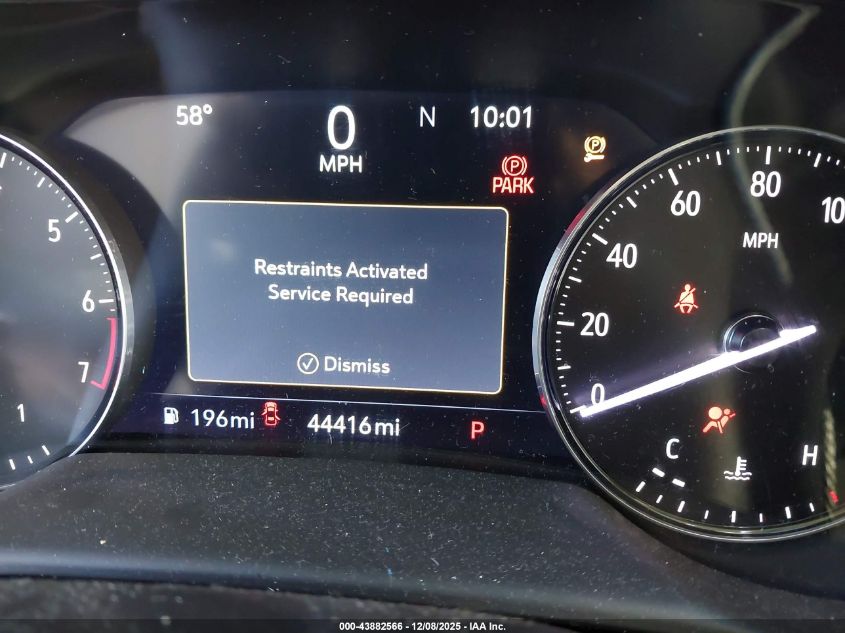 58° 0 N 10:01
MPH
PARK
P
5
6
7
1
Restraints Activated
Service Required
Dismiss
196mi 44416mi P
0
20
40
60
80
MPH
C H
000-43882566 - 12/08/2025 - IAA Inc.